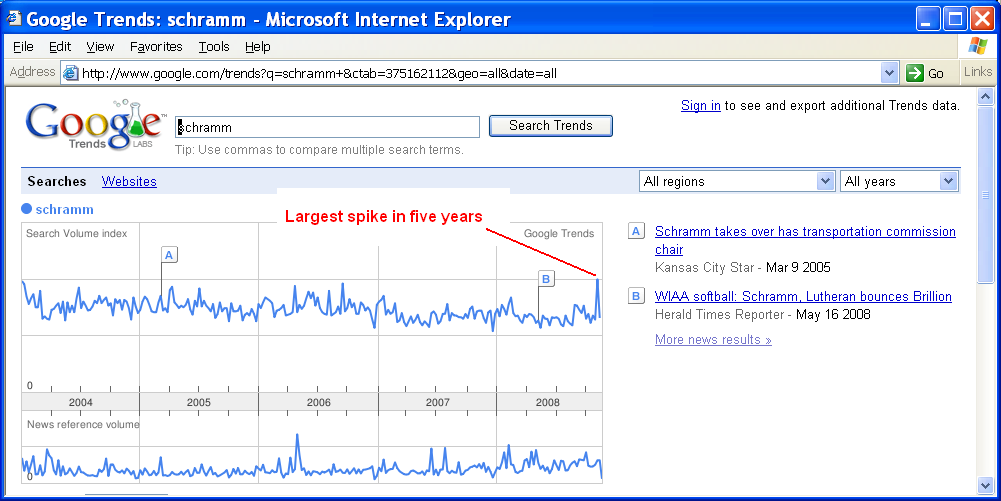 Google Trends: schramm - Microsoft Internet Explorer
File Edit View Favorites Tools Help
Address http://www.google.com/trends?q=schramm+&ctab=375162112&geo=all&date=all Go Links
Sign in to see and export additional Trends data.
Google™
Trends LABS
schramm
Search Trends
Tip: Use commas to compare multiple search terms.
Searches Websites All regions All years
schramm
Largest spike in five years
Search Volume index Google Trends
A
B
0
2004 2005 2006 2007 2008
News reference volume
0
A Schramm takes over has transportation commission
chair
Kansas City Star - Mar 9 2005
B WIAA softball: Schramm, Lutheran bounces Brillion
Herald Times Reporter - May 16 2008
More news results »